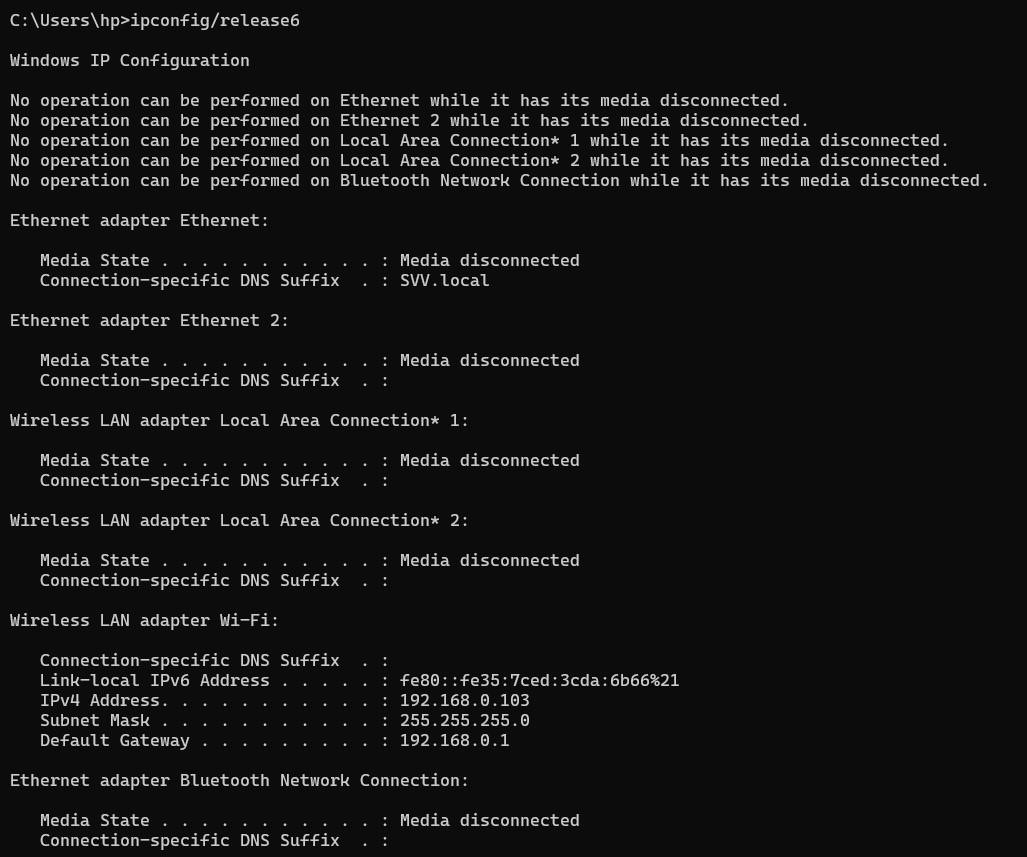 C:\Users\hp>ipconfig/release6
Windows IP Configuration
No operation can be performed on Ethernet while it has its media disconnected.
No operation can be performed on Ethernet 2 while it has its media disconnected.
No operation can be performed on Local Area Connection* 1 while it has its media disconnected.
No operation can be performed on Local Area Connection* 2 while it has its media disconnected.
No operation can be performed on Bluetooth Network Connection while it has its media disconnected.
Ethernet adapter Ethernet:
   Media State . . . . . . . . . . . : Media disconnected
   Connection-specific DNS Suffix  . : SVV.local
Ethernet adapter Ethernet 2:
   Media State . . . . . . . . . . . : Media disconnected
   Connection-specific DNS Suffix  . :
Wireless LAN adapter Local Area Connection* 1:
   Media State . . . . . . . . . . . : Media disconnected
   Connection-specific DNS Suffix  . :
Wireless LAN adapter Local Area Connection* 2:
   Media State . . . . . . . . . . . : Media disconnected
   Connection-specific DNS Suffix  . :
Wireless LAN adapter Wi-Fi:
   Connection-specific DNS Suffix  . :
   Link-local IPv6 Address . . . . . : fe80::fe35:7ced:3cda:6b66%21
   IPv4 Address. . . . . . . . . . . : 192.168.0.103
   Subnet Mask . . . . . . . . . . . : 255.255.255.0
   Default Gateway . . . . . . . . . : 192.168.0.1
Ethernet adapter Bluetooth Network Connection:
   Media State . . . . . . . . . . . : Media disconnected
   Connection-specific DNS Suffix  . :